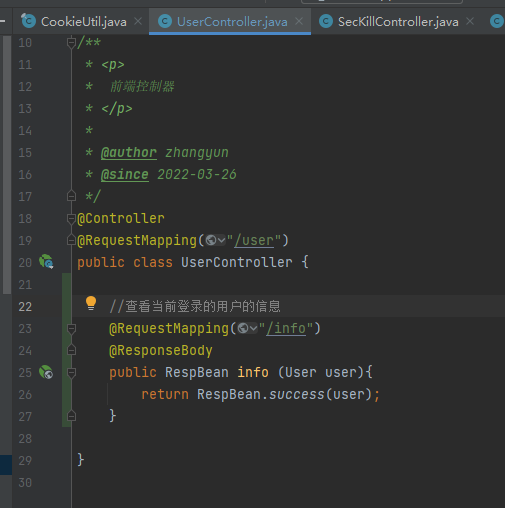 CookieUtil.java UserController.java SecKillController.java
10 /**
11 * <p>
12 * 前端控制器
13 * </p>
14 *
15 * @author zhangyun
16 * @since 2022-03-26
17 */
18 @Controller
19 @RequestMapping("/user")
20 public class UserController {
21
22 //查看当前登录的用户的信息
23 @RequestMapping("/info")
24 @ResponseBody
25 public RespBean info (User user){
26 return RespBean.success(user);
27 }
28
29 }
30